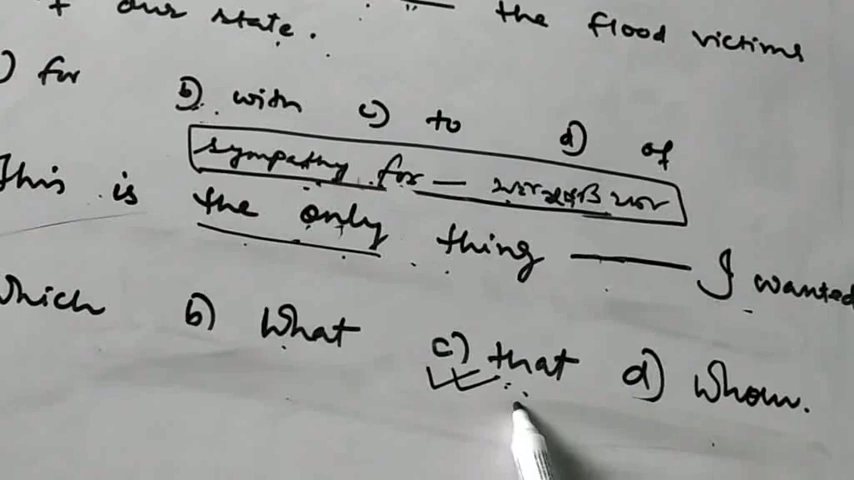 our state. the flood victims
) for b) with c) to d) of
sympathy for —
This is the only thing — I wanted
which b) What c) that d) Whom.